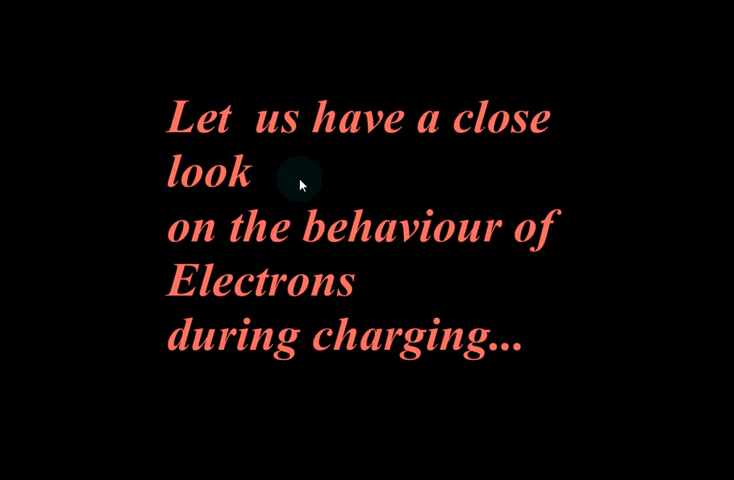 Let us have a close
look
on the behaviour of
Electrons
during charging...